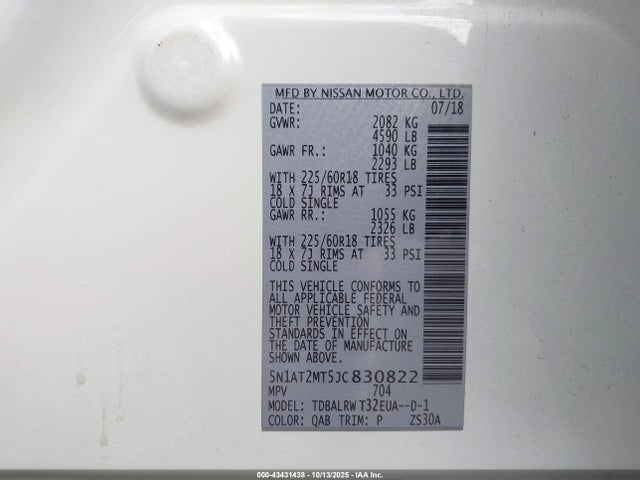 MFD BY NISSAN MOTOR CO., LTD.
DATE: 07/18
GVWR: 2082 KG
4590 LB
GAWR FR.: 1040 KG
2293 LB
WITH 225/60R18 TIRES
18 X 7J RIMS AT 33 PSI
COLD SINGLE
GAWR RR.: 1055 KG
2326 LB
WITH 225/60R18 TIRES
18 X 7J RIMS AT 33 PSI
COLD SINGLE
THIS VEHICLE CONFORMS TO
ALL APPLICABLE FEDERAL
MOTOR VEHICLE SAFETY AND
THEFT PREVENTION
STANDARDS IN EFFECT ON
THE DATE OF MANUFACTURE
SHOWN ABOVE.
5N1AT2MT5JC830822
MPV 704
MODEL: TDBALRW T32EUA--D-1
COLOR: QAB TRIM: P ZS30A
000-43431438 - 10/13/2025 - IAA Inc.